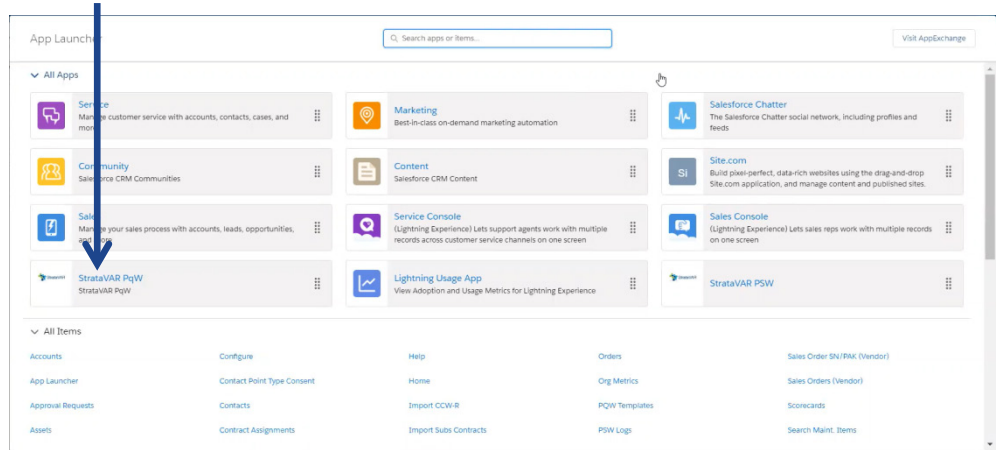 App Launcher
Search apps or items...
Visit AppExchange
All Apps
Service
Manage customer service with accounts, contacts, cases, and
more
Marketing
Best-in-class on-demand marketing automation
Salesforce Chatter
The Salesforce Chatter social network, including profiles and
feeds
Community
Salesforce CRM Communities
Content
Salesforce CRM Content
Si
Site.com
Build pixel-perfect, data-rich websites using the drag-and-drop
Site.com application, and manage content and published sites.
Sales
Manage your sales process with accounts, leads, opportunities,
and more
Service Console
(Lightning Experience) Lets support agents work with multiple
records across customer service channels on one screen
Sales Console
(Lightning Experience) Lets sales reps work with multiple records
on one screen
StrataVAR
StrataVAR PqW
StrataVAR PqW
Lightning Usage App
View Adoption and Usage Metrics for Lightning Experience
StrataVAR
StrataVAR PSW
All Items
Accounts
Configure
Help
Orders
Sales Order SN/PAK (Vendor)
App Launcher
Contact Point Type Consent
Home
Org Metrics
Sales Orders (Vendor)
Approval Requests
Contacts
Import CCW-R
PQW Templates
Scorecards
Assets
Contract Assignments
Import Subs Contracts
PSW Logs
Search Maint. Items